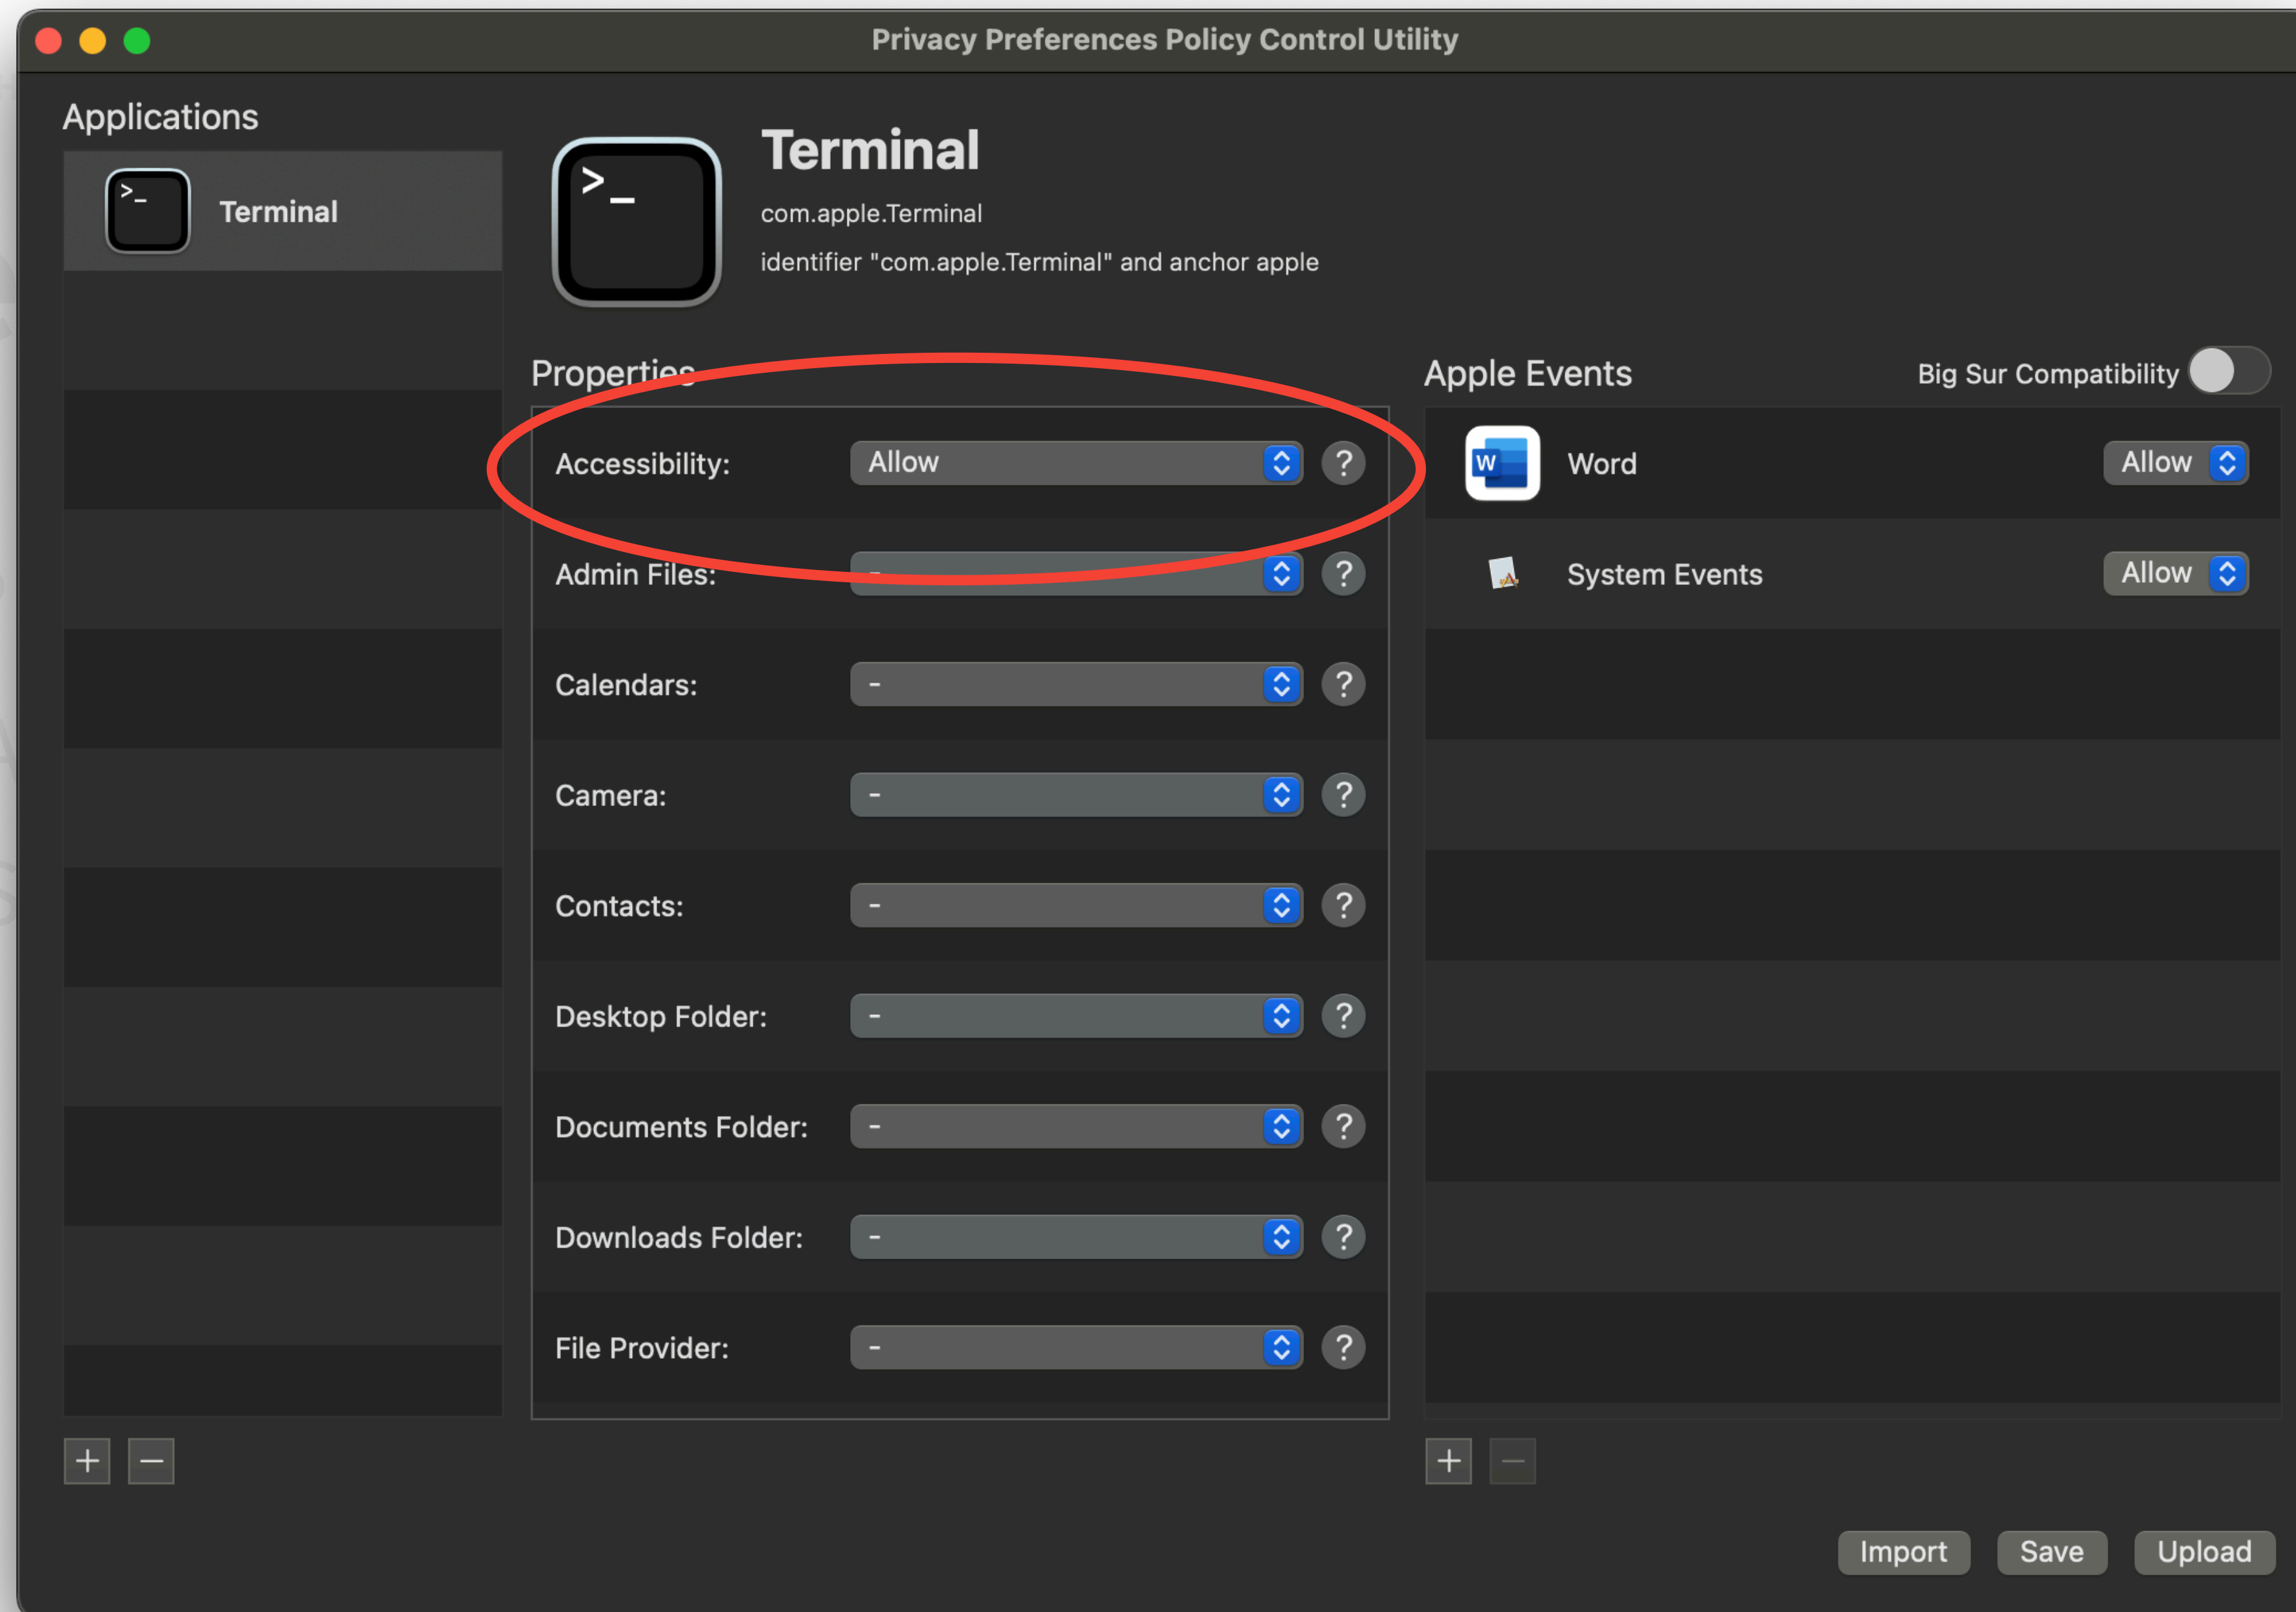 Privacy Preferences Policy Control Utility
Applications
>_ Terminal
>_
Terminal
com.apple.Terminal
identifier "com.apple.Terminal" and anchor apple
Properties
Accessibility: Allow ?
Admin Files: - ?
Calendars: - ?
Camera: - ?
Contacts: - ?
Desktop Folder: - ?
Documents Folder: - ?
Downloads Folder: - ?
File Provider: - ?
Apple Events Big Sur Compatibility
W Word Allow
System Events Allow
+ −
+ −
Import Save Upload